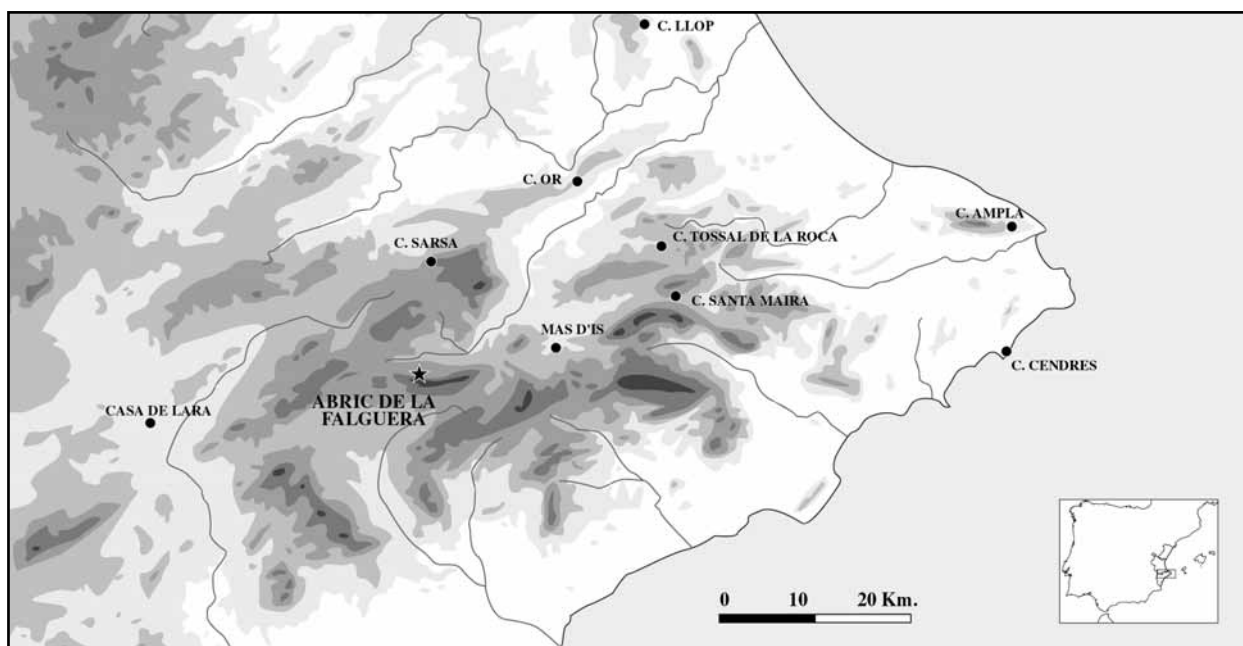 C. LLOP
C. OR
C. AMPLA
C. TOSSAL DE LA ROCA
C. SARSA
C. SANTA MAIRA
MAS D'IS
C. CENDRES
ABRIC DE LA
FALGUERA
CASA DE LARA
0 10 20 Km.